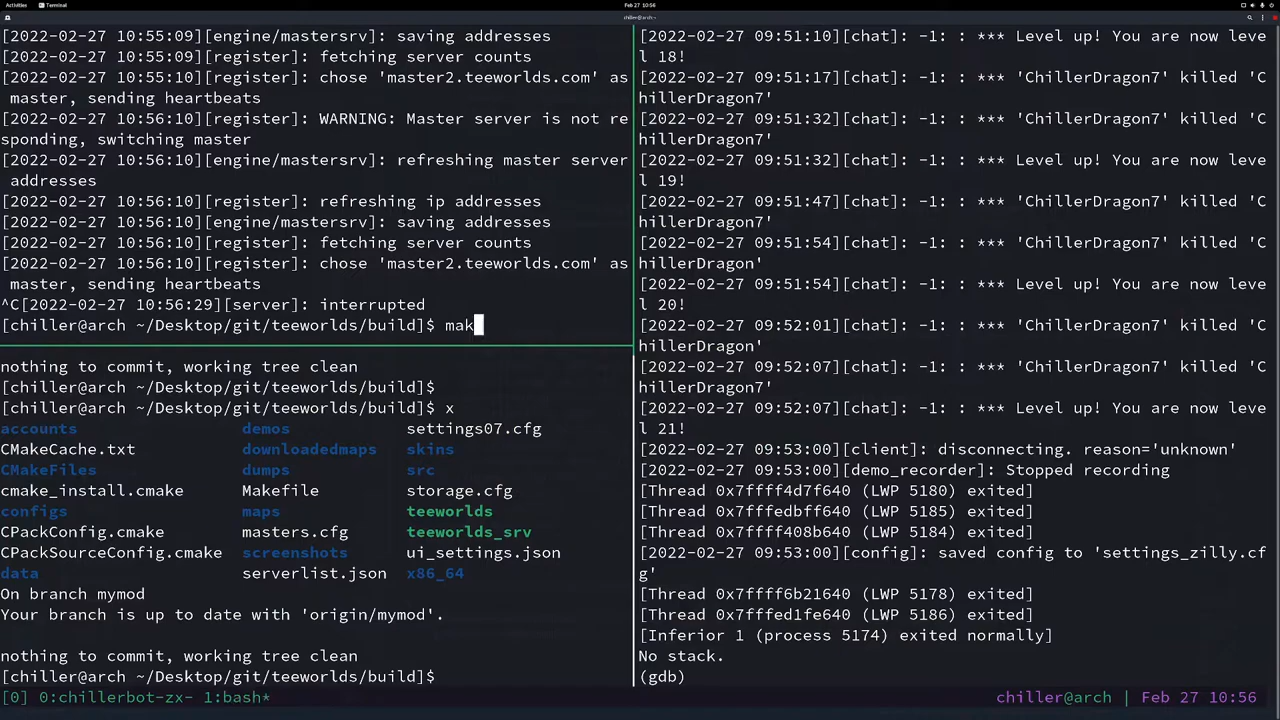 Activities Terminal Feb 27 10:56
chiller@arch:~
[2022-02-27 10:55:09][engine/mastersrv]: saving addresses
[2022-02-27 10:55:09][register]: fetching server counts
[2022-02-27 10:55:10][register]: chose 'master2.teeworlds.com' as
 master, sending heartbeats
[2022-02-27 10:56:10][register]: WARNING: Master server is not re
sponding, switching master
[2022-02-27 10:56:10][engine/mastersrv]: refreshing master server
 addresses
[2022-02-27 10:56:10][register]: refreshing ip addresses
[2022-02-27 10:56:10][engine/mastersrv]: saving addresses
[2022-02-27 10:56:10][register]: fetching server counts
[2022-02-27 10:56:10][register]: chose 'master2.teeworlds.com' as
 master, sending heartbeats
^C[2022-02-27 10:56:29][server]: interrupted
[chiller@arch ~/Desktop/git/teeworlds/build]$ mak
nothing to commit, working tree clean
[chiller@arch ~/Desktop/git/teeworlds/build]$
[chiller@arch ~/Desktop/git/teeworlds/build]$ x
accounts demos settings07.cfg
CMakeCache.txt downloadedmaps skins
CMakeFiles dumps src
cmake_install.cmake Makefile storage.cfg
configs maps teeworlds
CPackConfig.cmake masters.cfg teeworlds_srv
CPackSourceConfig.cmake screenshots ui_settings.json
data serverlist.json x86_64
On branch mymod
Your branch is up to date with 'origin/mymod'.
nothing to commit, working tree clean
[chiller@arch ~/Desktop/git/teeworlds/build]$
[2022-02-27 09:51:10][chat]: -1: : *** Level up! You are now leve
l 18!
[2022-02-27 09:51:17][chat]: -1: : *** 'ChillerDragon7' killed 'C
hillerDragon7'
[2022-02-27 09:51:32][chat]: -1: : *** 'ChillerDragon7' killed 'C
hillerDragon7'
[2022-02-27 09:51:32][chat]: -1: : *** Level up! You are now leve
l 19!
[2022-02-27 09:51:47][chat]: -1: : *** 'ChillerDragon7' killed 'C
hillerDragon7'
[2022-02-27 09:51:54][chat]: -1: : *** 'ChillerDragon7' killed 'C
hillerDragon'
[2022-02-27 09:51:54][chat]: -1: : *** Level up! You are now leve
l 20!
[2022-02-27 09:52:01][chat]: -1: : *** 'ChillerDragon7' killed 'C
hillerDragon'
[2022-02-27 09:52:07][chat]: -1: : *** 'ChillerDragon7' killed 'C
hillerDragon7'
[2022-02-27 09:52:07][chat]: -1: : *** Level up! You are now leve
l 21!
[2022-02-27 09:53:00][client]: disconnecting. reason='unknown'
[2022-02-27 09:53:00][demo_recorder]: Stopped recording
[Thread 0x7ffff4d7f640 (LWP 5180) exited]
[Thread 0x7fffedbff640 (LWP 5185) exited]
[Thread 0x7ffff408b640 (LWP 5184) exited]
[2022-02-27 09:53:00][config]: saved config to 'settings_zilly.cf
g'
[Thread 0x7ffff6b21640 (LWP 5178) exited]
[Thread 0x7fffed1fe640 (LWP 5186) exited]
[Inferior 1 (process 5174) exited normally]
No stack.
(gdb)
[0] 0:chillerbot-zx- 1:bash* chiller@arch | Feb 27 10:56